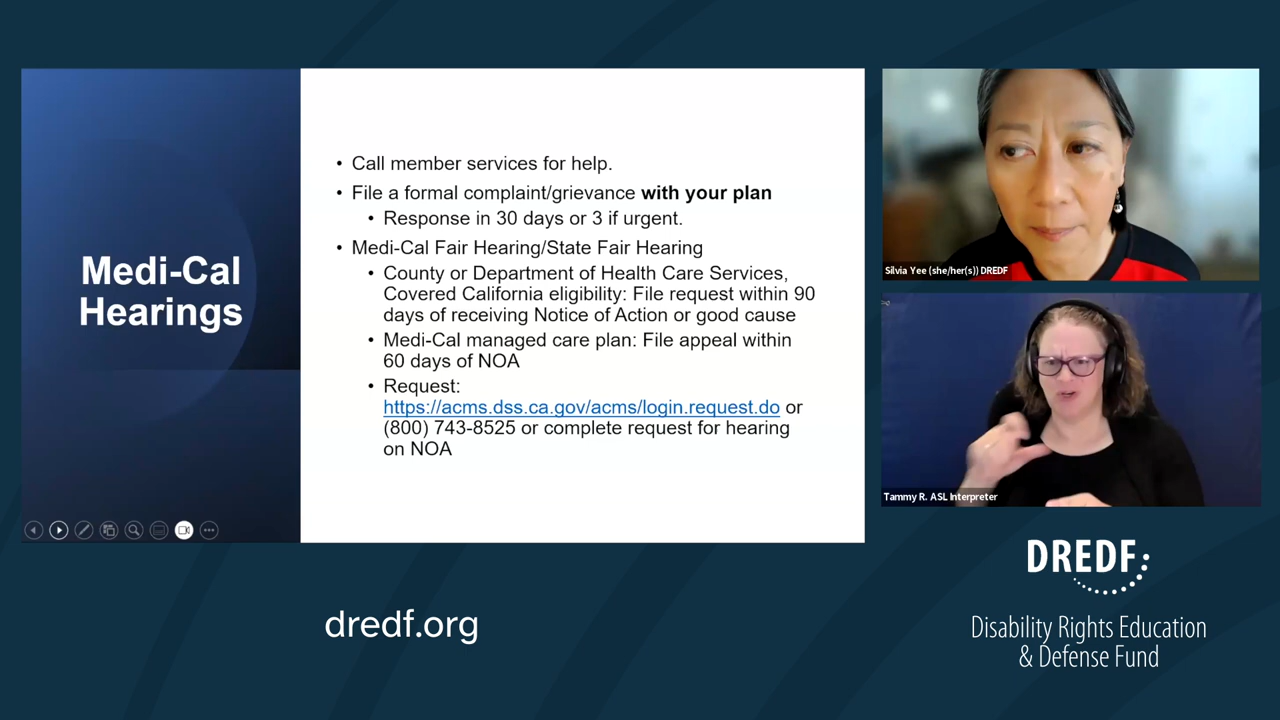 Medi-Cal
Hearings
• Call member services for help.
• File a formal complaint/grievance with your plan
• Response in 30 days or 3 if urgent.
• Medi-Cal Fair Hearing/State Fair Hearing
• County or Department of Health Care Services,
Covered California eligibility: File request within 90
days of receiving Notice of Action or good cause
• Medi-Cal managed care plan: File appeal within
60 days of NOA
• Request:
https://acms.dss.ca.gov/acms/login.request.do or
(800) 743-8525 or complete request for hearing
on NOA
Silvia Yee (she/her(s)) DREDF
Tammy R. ASL Interpreter
dredf.org
DREDF
Disability Rights Education
& Defense Fund